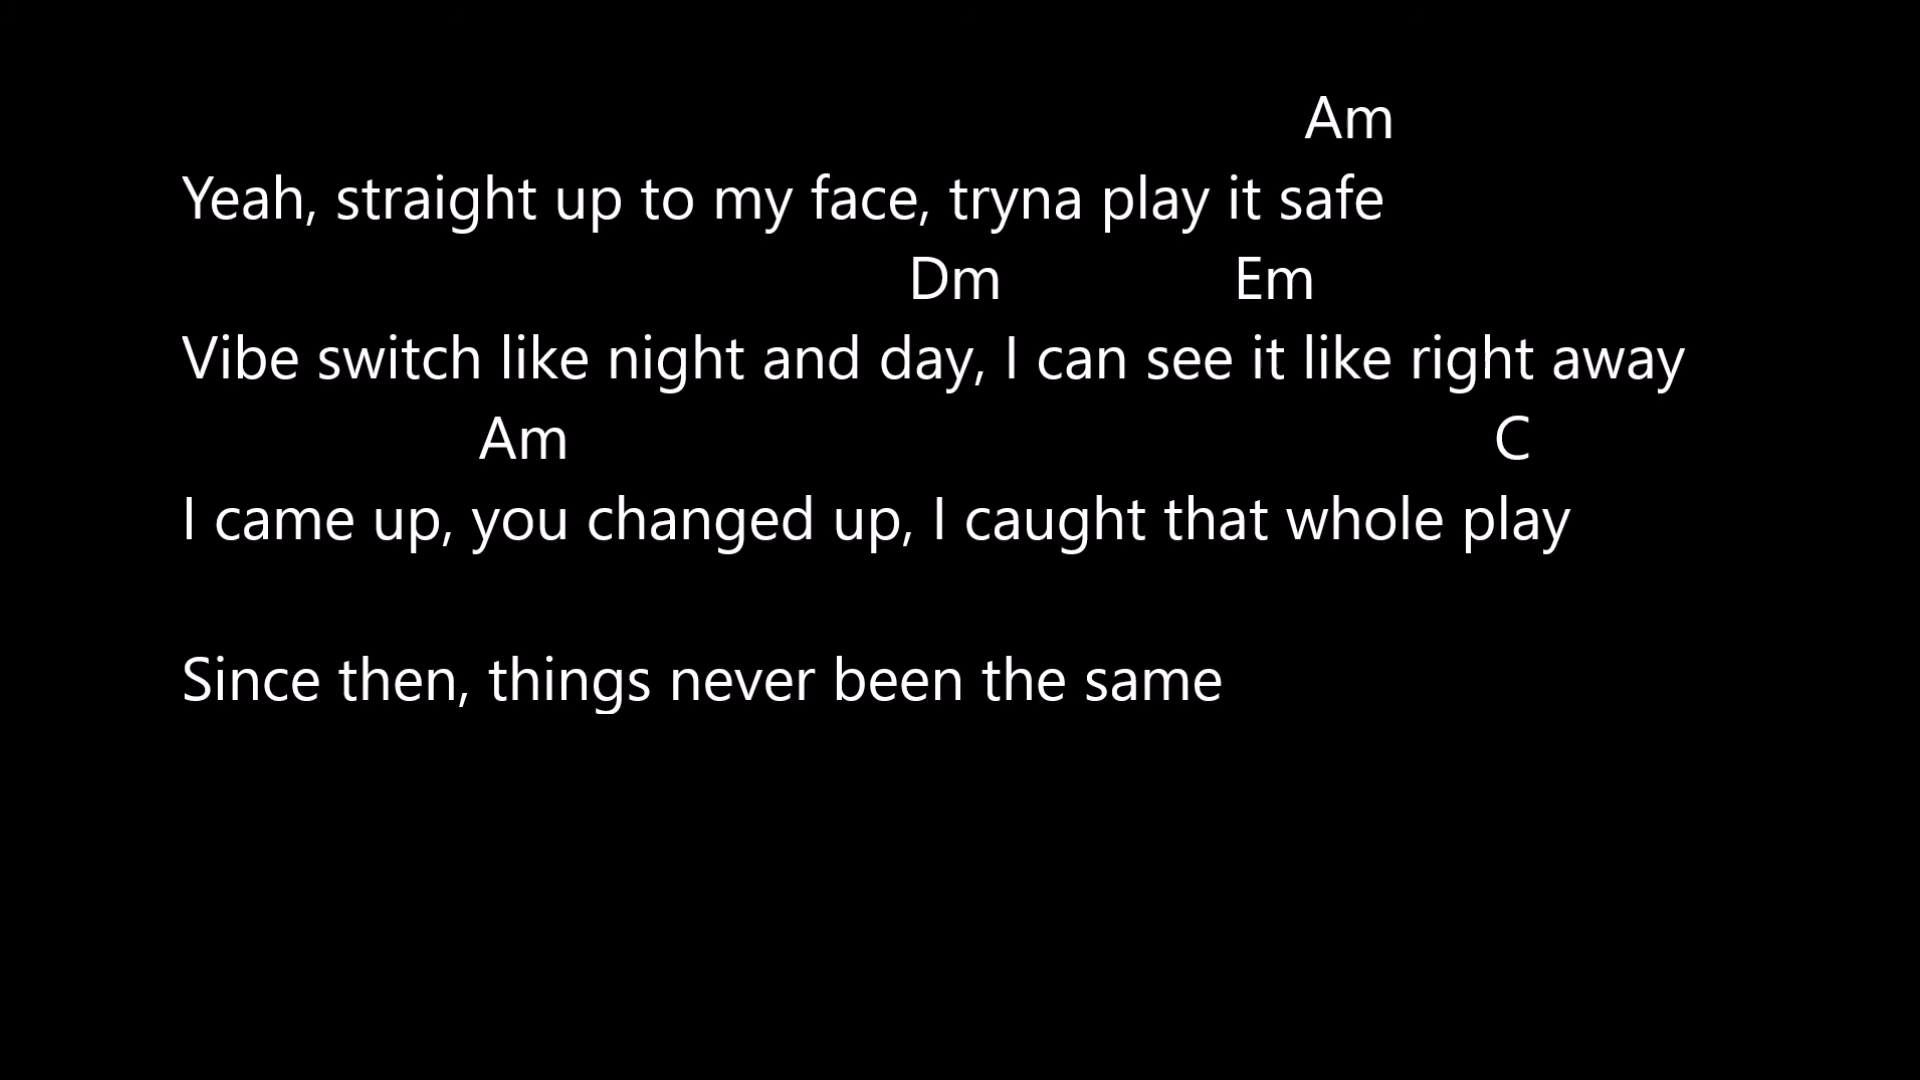 Am
Yeah, straight up to my face, tryna play it safe
Dm Em
Vibe switch like night and day, I can see it like right away
Am C
I came up, you changed up, I caught that whole play
Since then, things never been the same